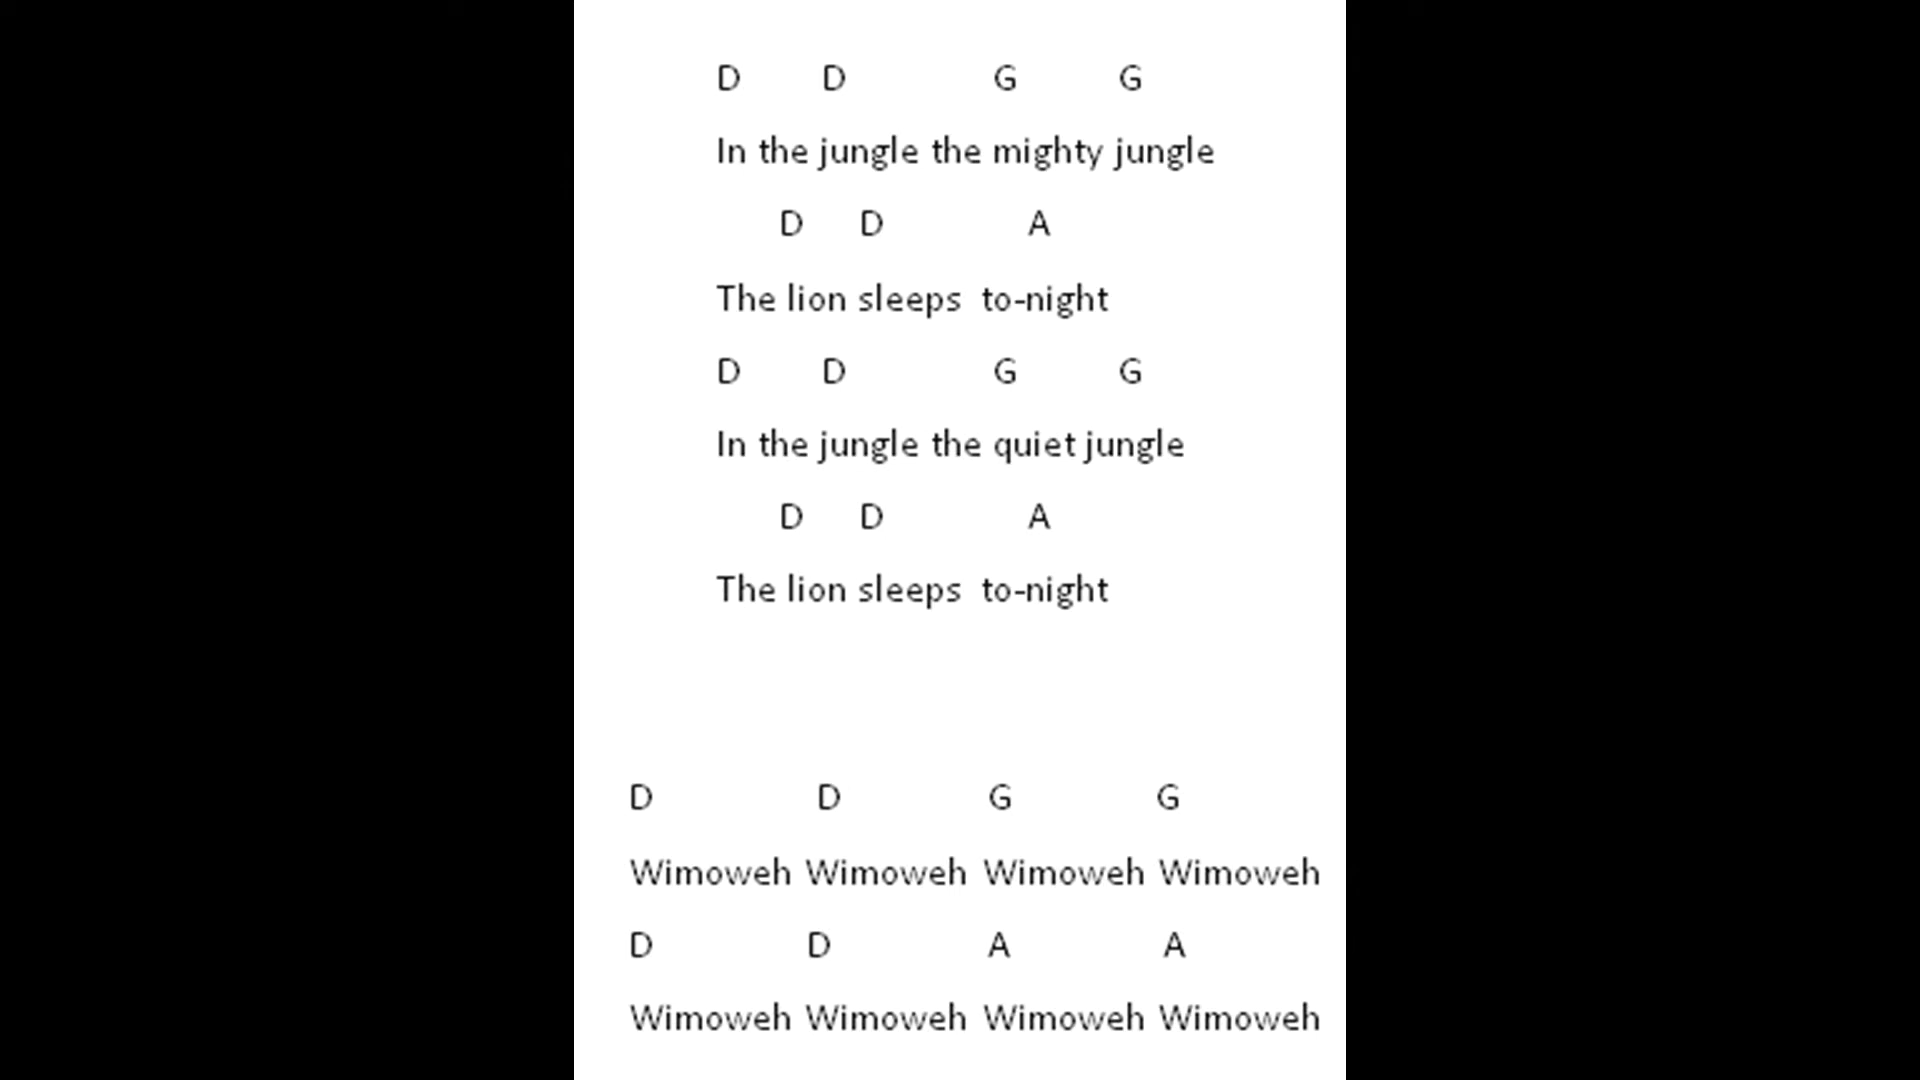 D D G G
In the jungle the mighty jungle
D D A
The lion sleeps to-night
D D G G
In the jungle the quiet jungle
D D A
The lion sleeps to-night
D D G G
Wimoweh Wimoweh Wimoweh Wimoweh
D D A A
Wimoweh Wimoweh Wimoweh Wimoweh